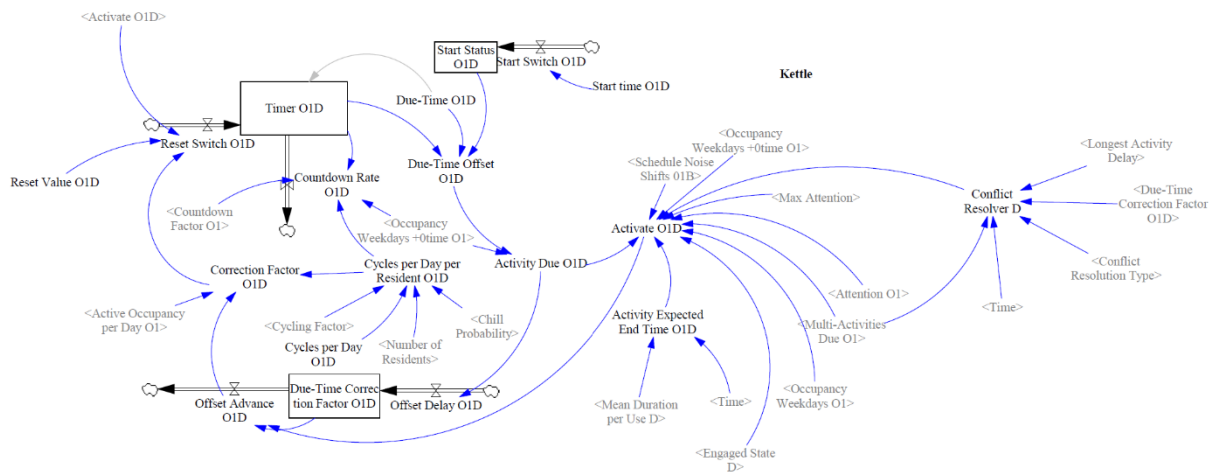 <Activate O1D>
Start Status
O1D
Start Switch O1D
Kettle
Start time O1D
Timer O1D
Due-Time O1D
Reset Switch O1D
Reset Value O1D
Countdown Rate
O1D
Due-Time Offset
O1D
<Countdown
Factor O1>
<Occupancy
Weekdays +0time O1>
<Schedule Noise
Shifts 01B>
<Occupancy
Weekdays +0time O1>
<Max Attention>
<Longest Activity
Delay>
Conflict
Resolver D
<Due-Time
Correction Factor
O1D>
<Conflict
Resolution Type>
<Time>
Activate O1D
Activity Due O1D
Correction Factor
O1D
Cycles per Day per
Resident O1D
<Active Occupancy
per Day O1>
<Cycling Factor>
<Chill
Probability>
Cycles per Day
O1D
<Number of
Residents>
Activity Expected
End Time O1D
<Attention O1>
<Multi-Activities
Due O1>
Offset Advance
O1D
Due-Time Correc
tion Factor O1D
Offset Delay O1D
<Mean Duration
per Use D>
<Time>
<Occupancy
Weekdays O1>
<Engaged State
D>